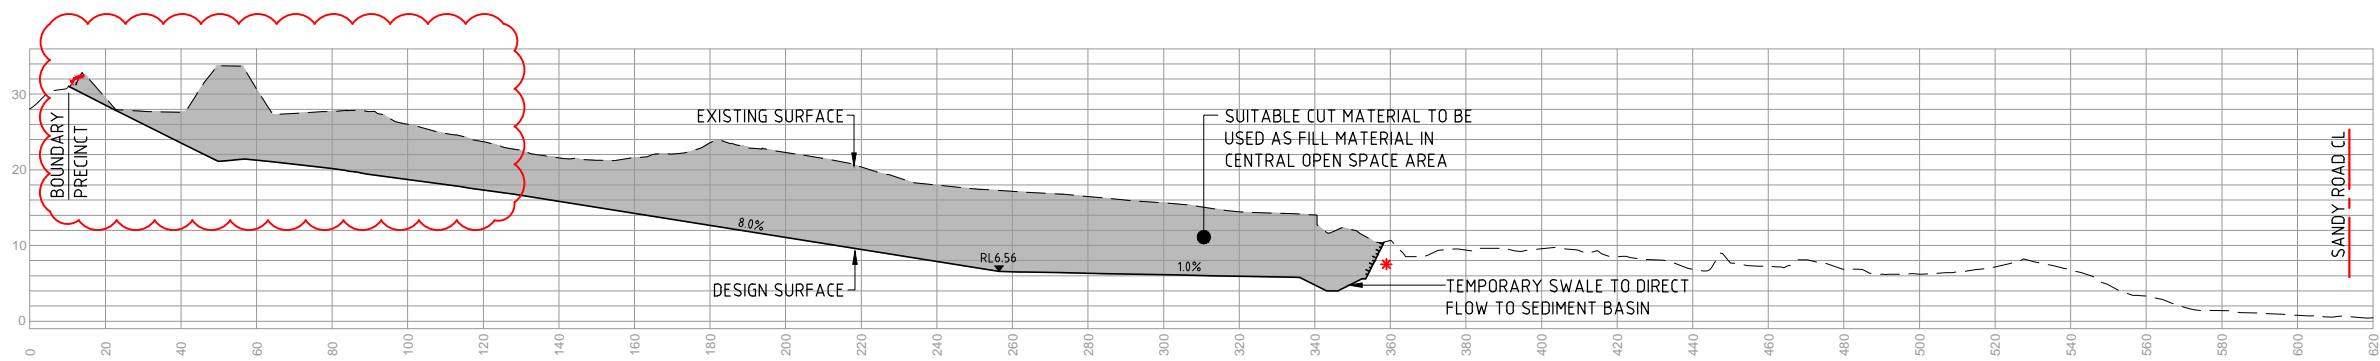 EXISTING SURFACE
SUITABLE CUT MATERIAL TO BE
USED AS FILL MATERIAL IN
CENTRAL OPEN SPACE AREA
BOUNDARY
PRECINCT
SANDY ROAD CL
8.0%
RL6.56
1.0%
DESIGN SURFACE
TEMPORARY SWALE TO DIRECT
FLOW TO SEDIMENT BASIN
30
20
10
0
0 20 40 60 80 100 120 140 160 180 200 220 240 260 280 300 320 340 360 380 400 420 440 460 480 500 520 540 560 580 600 620